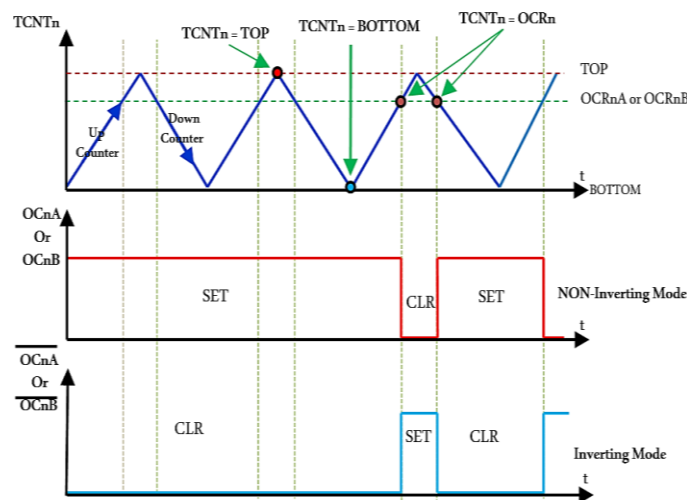 TCNTn
TCNTn = TOP
TCNTn = BOTTOM
TCNTn = OCRn
TOP
OCRnA or OCRnB
Up
Counter
Down
Counter
t
BOTTOM
OCnA
Or
OCnB
SET
CLR
SET
NON-Inverting Mode
t
OCnA
Or
OCnB
CLR
SET
CLR
Inverting Mode
t